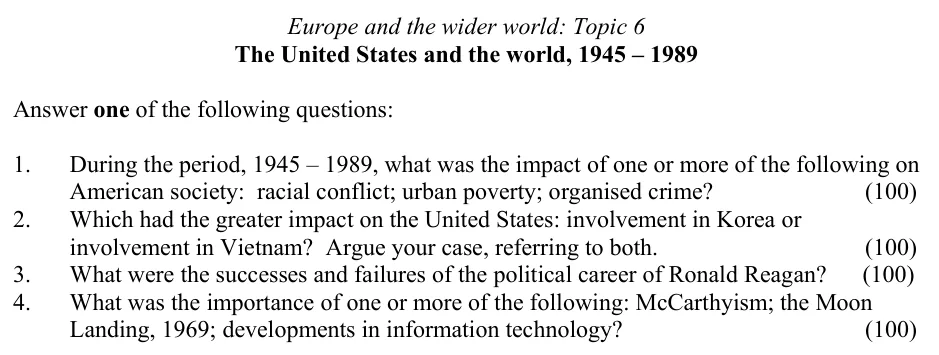 Europe and the wider world: Topic 6
The United States and the world, 1945 – 1989
Answer one of the following questions:
1. During the period, 1945 – 1989, what was the impact of one or more of the following on
American society: racial conflict; urban poverty; organised crime? (100)
2. Which had the greater impact on the United States: involvement in Korea or
involvement in Vietnam? Argue your case, referring to both. (100)
3. What were the successes and failures of the political career of Ronald Reagan? (100)
4. What was the importance of one or more of the following: McCarthyism; the Moon
Landing, 1969; developments in information technology? (100)